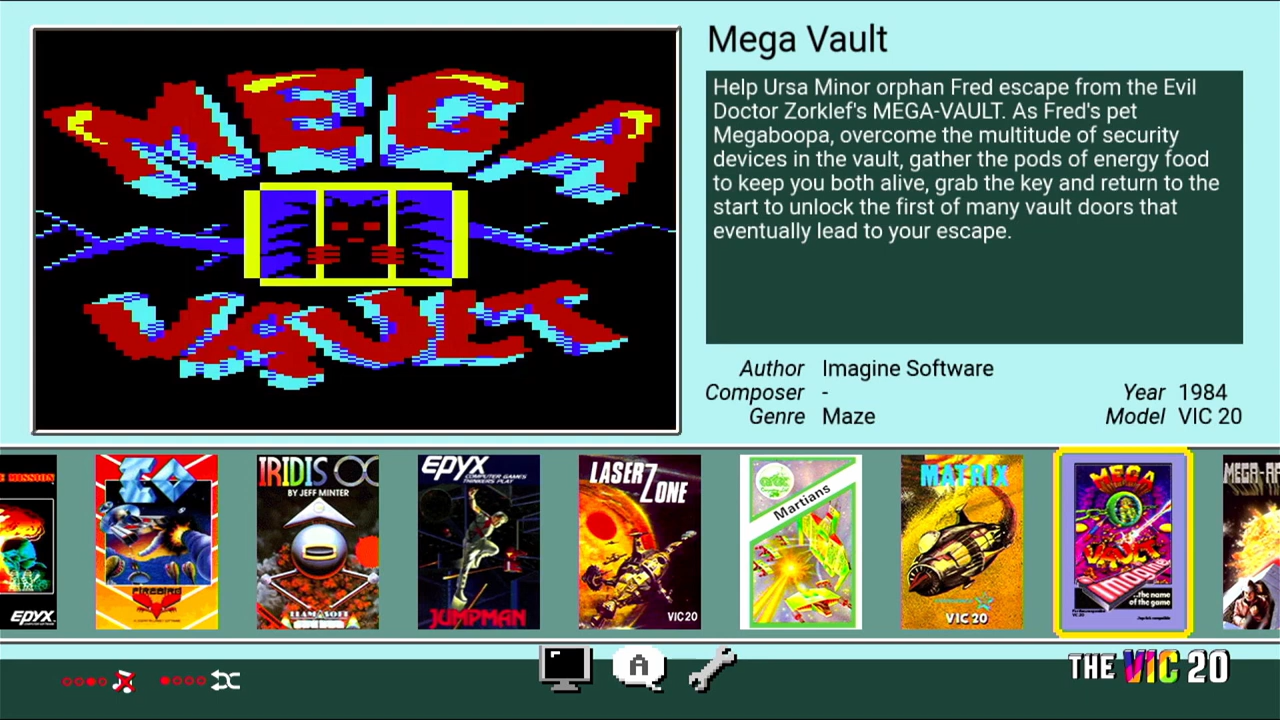 MEGA
VAULT
Mega Vault
Help Ursa Minor orphan Fred escape from the Evil
Doctor Zorklef's MEGA-VAULT. As Fred's pet
Megaboopa, overcome the multitude of security
devices in the vault, gather the pods of energy food
to keep you both alive, grab the key and return to the
start to unlock the first of many vault doors that
eventually lead to your escape.
Author Imagine Software
Composer -
Year 1984
Genre Maze
Model VIC 20
EPYX
FIREBIRD
IRIDIS
BY JEFF MINTER
EPYX
COMPUTER GAMES
THINKERS PLAY
JUMPMAN
LASER ZONE
VIC 20
Martians
MATRIX
VIC 20
MEGA
VAULT
imagine
...the name
of the game
A
THE VIC 20